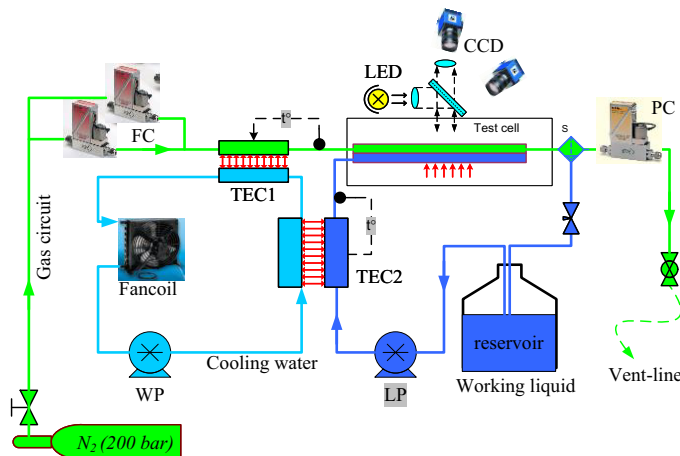 CCD
LED
t°
FC
Test cell
s
PC
TEC1
Gas circuit
TEC2
Fancoil
Cooling water
WP
LP
t°
reservoir
Working liquid
Vent-line
N2 (200 bar)